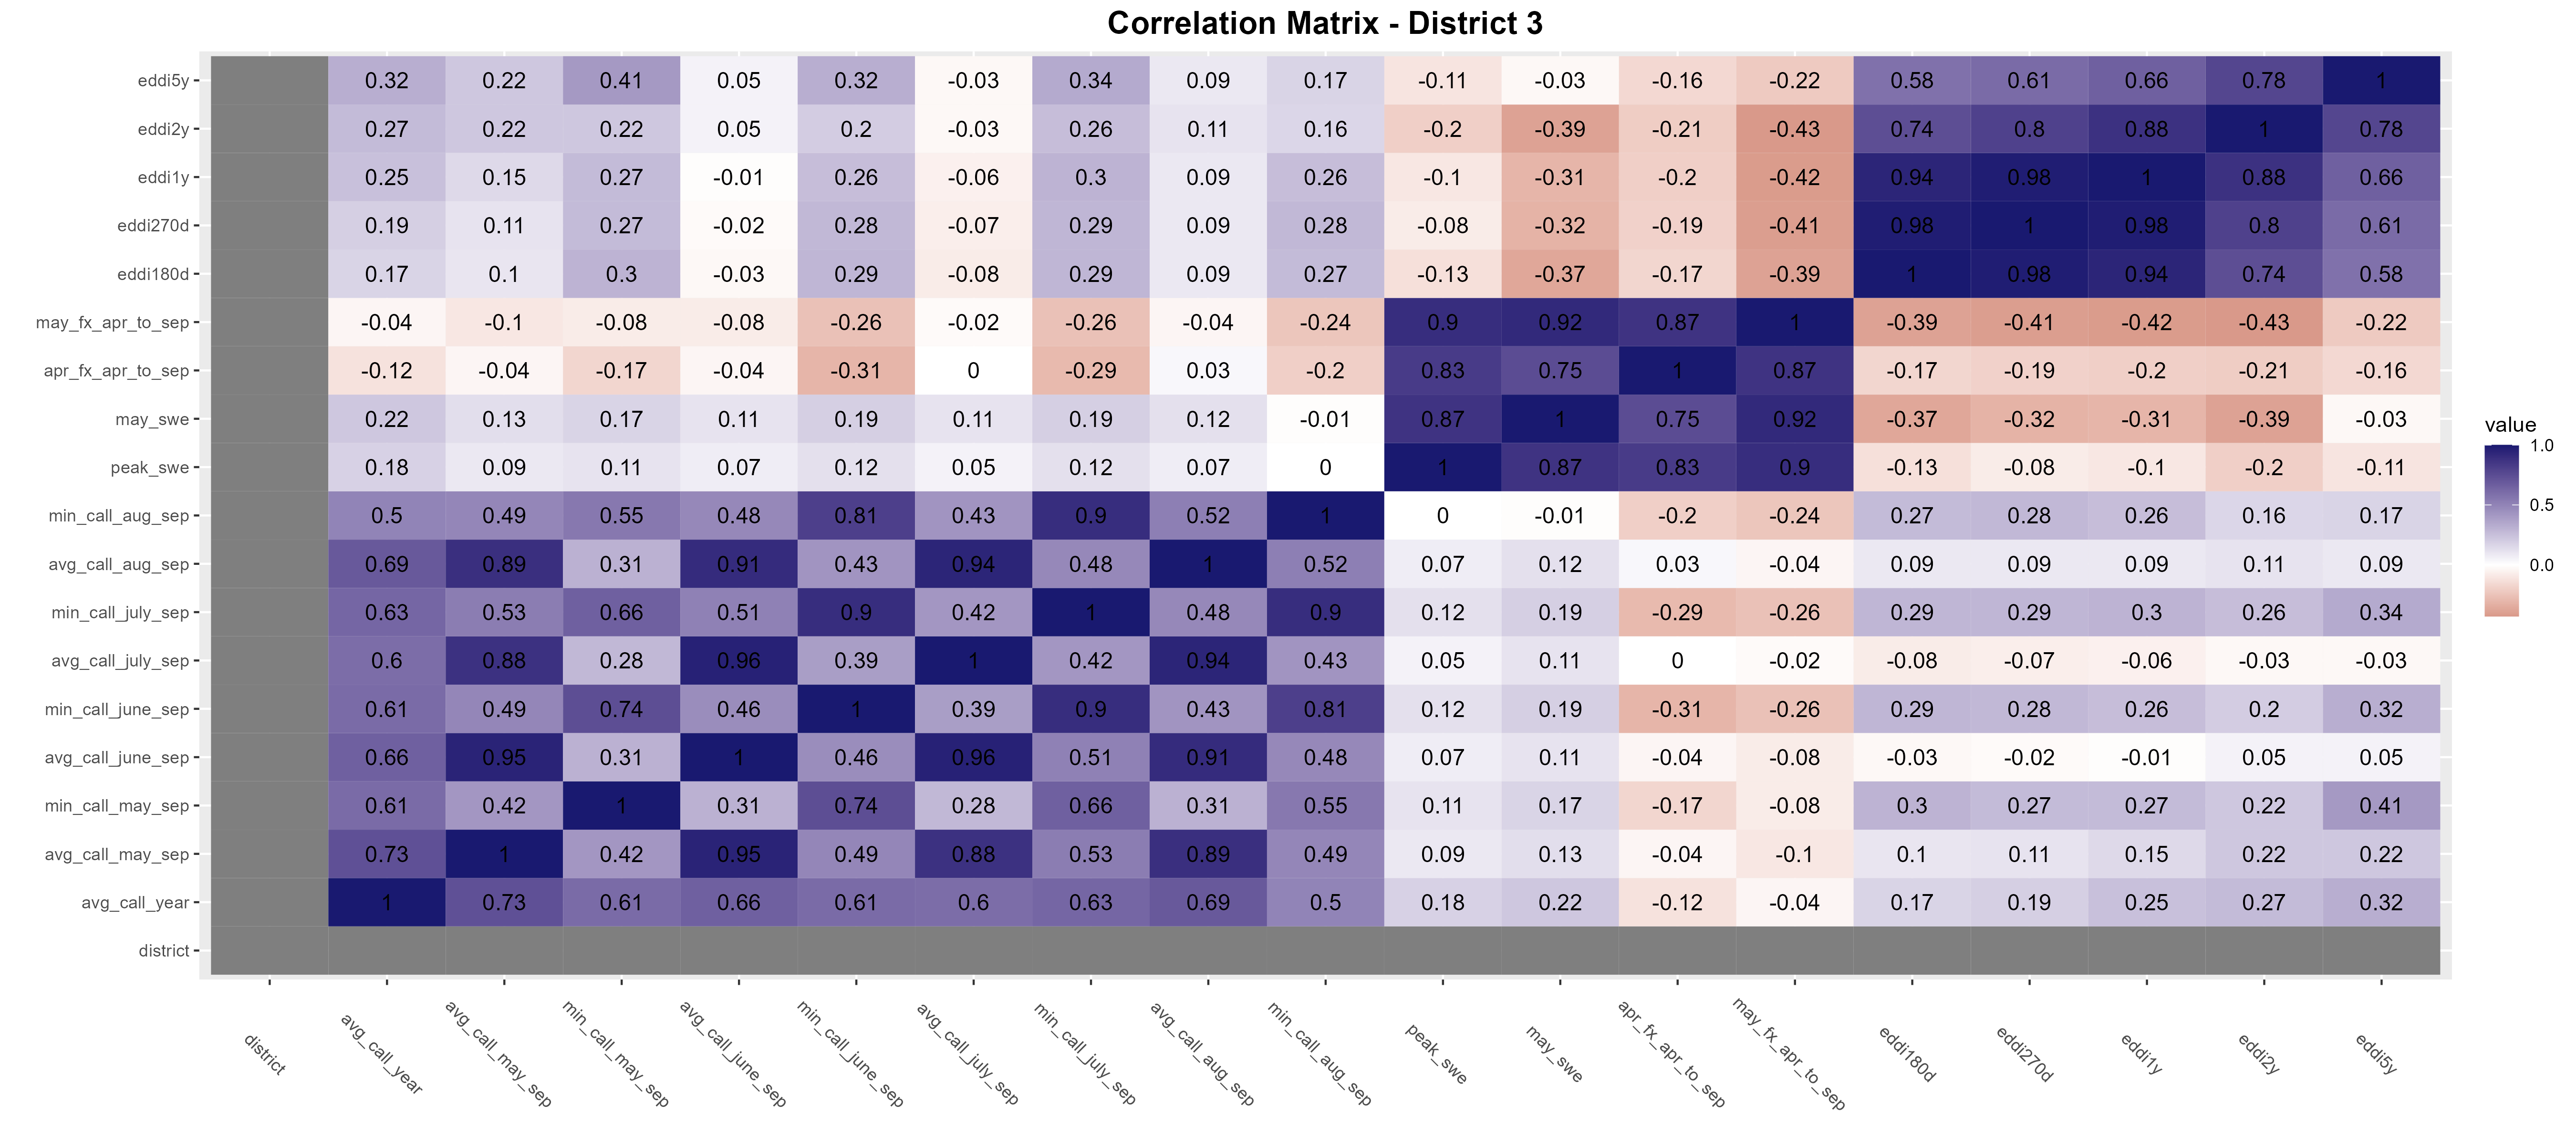 Correlation Matrix - District 3
eddi5y 0.32 0.22 0.41 0.05 0.32 -0.03 0.34 0.09 0.17 -0.11 -0.03 -0.16 -0.22 0.58 0.61 0.66 0.78 1
eddi2y 0.27 0.22 0.22 0.05 0.2 -0.03 0.26 0.11 0.16 -0.2 -0.39 -0.21 -0.43 0.74 0.8 0.88 1 0.78
eddi1y 0.25 0.15 0.27 -0.01 0.26 -0.06 0.3 0.09 0.26 -0.1 -0.31 -0.2 -0.42 0.94 0.98 1 0.88 0.66
eddi270d 0.19 0.11 0.27 -0.02 0.28 -0.07 0.29 0.09 0.28 -0.08 -0.32 -0.19 -0.41 0.98 1 0.98 0.8 0.61
eddi180d 0.17 0.1 0.3 -0.03 0.29 -0.08 0.29 0.09 0.27 -0.13 -0.37 -0.17 -0.39 1 0.98 0.94 0.74 0.58
may_fx_apr_to_sep -0.04 -0.1 -0.08 -0.08 -0.26 -0.02 -0.26 -0.04 -0.24 0.9 0.92 0.87 1 -0.39 -0.41 -0.42 -0.43 -0.22
apr_fx_apr_to_sep -0.12 -0.04 -0.17 -0.04 -0.31 0 -0.29 0.03 -0.2 0.83 0.75 1 0.87 -0.17 -0.19 -0.2 -0.21 -0.16
may_swe 0.22 0.13 0.17 0.11 0.19 0.11 0.19 0.12 -0.01 0.87 1 0.75 0.92 -0.37 -0.32 -0.31 -0.39 -0.03
peak_swe 0.18 0.09 0.11 0.07 0.12 0.05 0.12 0.07 0 1 0.87 0.83 0.9 -0.13 -0.08 -0.1 -0.2 -0.11
min_call_aug_sep 0.5 0.49 0.55 0.48 0.81 0.43 0.9 0.52 1 0 -0.01 -0.2 -0.24 0.27 0.28 0.26 0.16 0.17
avg_call_aug_sep 0.69 0.89 0.31 0.91 0.43 0.94 0.48 1 0.52 0.07 0.12 0.03 -0.04 0.09 0.09 0.09 0.11 0.09
min_call_july_sep 0.63 0.53 0.66 0.51 0.9 0.42 1 0.48 0.9 0.12 0.19 -0.29 -0.26 0.29 0.29 0.3 0.26 0.34
avg_call_july_sep 0.6 0.88 0.28 0.96 0.39 1 0.42 0.94 0.43 0.05 0.11 0 -0.02 -0.08 -0.07 -0.06 -0.03 -0.03
min_call_june_sep 0.61 0.49 0.74 0.46 1 0.39 0.9 0.43 0.81 0.12 0.19 -0.31 -0.26 0.29 0.28 0.26 0.2 0.32
avg_call_june_sep 0.66 0.95 0.31 1 0.46 0.96 0.51 0.91 0.48 0.07 0.11 -0.04 -0.08 -0.03 -0.02 -0.01 0.05 0.05
min_call_may_sep 0.61 0.42 1 0.31 0.74 0.28 0.66 0.31 0.55 0.11 0.17 -0.17 -0.08 0.3 0.27 0.27 0.22 0.41
avg_call_may_sep 0.73 1 0.42 0.95 0.49 0.88 0.53 0.89 0.49 0.09 0.13 -0.04 -0.1 0.1 0.11 0.15 0.22 0.22
avg_call_year 1 0.73 0.61 0.66 0.61 0.6 0.63 0.69 0.5 0.18 0.22 -0.12 -0.04 0.17 0.19 0.25 0.27 0.32
district
district avg_call_year avg_call_may_sep min_call_may_sep avg_call_june_sep min_call_june_sep avg_call_july_sep min_call_july_sep avg_call_aug_sep min_call_aug_sep peak_swe may_swe apr_fx_apr_to_sep may_fx_apr_to_sep eddi180d eddi270d eddi1y eddi2y eddi5y
value
1.0
0.5
0.0